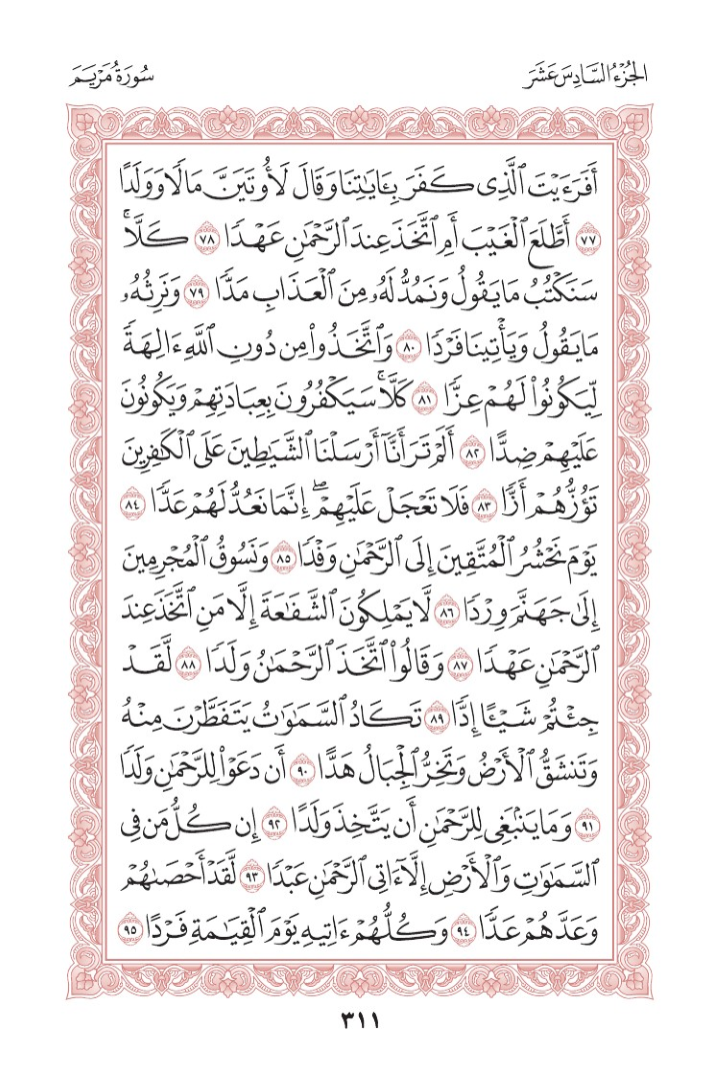 الجُزْءُ السَّادِسَ عَشَرَ
سُورَةُ مَرْيَمَ
أَفَرَءَيْتَ ٱلَّذِى كَفَرَ بِـَٔايَٰتِنَا وَقَالَ لَأُوتَيَنَّ مَالًا وَوَلَدًا
٧٧ أَطَّلَعَ ٱلْغَيْبَ أَمِ ٱتَّخَذَ عِندَ ٱلرَّحْمَٰنِ عَهْدًا ٧٨ كَلَّاۚ
سَنَكْتُبُ مَا يَقُولُ وَنَمُدُّ لَهُۥ مِنَ ٱلْعَذَابِ مَدًّا ٧٩ وَنَرِثُهُۥ
مَا يَقُولُ وَيَأْتِينَا فَرْدًا ٨٠ وَٱتَّخَذُوا۟ مِن دُونِ ٱللَّهِ ءَالِهَةً
لِّيَكُونُوا۟ لَهُمْ عِزًّا ٨١ كَلَّاۚ سَيَكْفُرُونَ بِعِبَادَتِهِمْ وَيَكُونُونَ
عَلَيْهِمْ ضِدًّا ٨٢ أَلَمْ تَرَ أَنَّآ أَرْسَلْنَا ٱلشَّيَٰطِينَ عَلَى ٱلْكَٰفِرِينَ
تَؤُزُّهُمْ أَزًّا ٨٣ فَلَا تَعْجَلْ عَلَيْهِمْۖ إِنَّمَا نَعُدُّ لَهُمْ عَدًّا ٨٤
يَوْمَ نَحْشُرُ ٱلْمُتَّقِينَ إِلَى ٱلرَّحْمَٰنِ وَفْدًا ٨٥ وَنَسُوقُ ٱلْمُجْرِمِينَ
إِلَىٰ جَهَنَّمَ وِرْدًا ٨٦ لَّا يَمْلِكُونَ ٱلشَّفَٰعَةَ إِلَّا مَنِ ٱتَّخَذَ عِندَ
ٱلرَّحْمَٰنِ عَهْدًا ٨٧ وَقَالُوا۟ ٱتَّخَذَ ٱلرَّحْمَٰنُ وَلَدًا ٨٨ لَّقَدْ
جِئْتُمْ شَيْـًٔا إِدًّا ٨٩ تَكَادُ ٱلسَّمَٰوَٰتُ يَتَفَطَّرْنَ مِنْهُ
وَتَنشَقُّ ٱلْأَرْضُ وَتَخِرُّ ٱلْجِبَالُ هَدًّا ٩٠ أَن دَعَوْا۟ لِلرَّحْمَٰنِ وَلَدًا
٩١ وَمَا يَنۢبَغِى لِلرَّحْمَٰنِ أَن يَتَّخِذَ وَلَدًا ٩٢ إِن كُلُّ مَن فِى
ٱلسَّمَٰوَٰتِ وَٱلْأَرْضِ إِلَّآ ءَاتِى ٱلرَّحْمَٰنِ عَبْدًا ٩٣ لَّقَدْ أَحْصَىٰهُمْ
وَعَدَّهُمْ عَدًّا ٩٤ وَكُلُّهُمْ ءَاتِيهِ يَوْمَ ٱلْقِيَٰمَةِ فَرْدًا ٩٥
٣١١